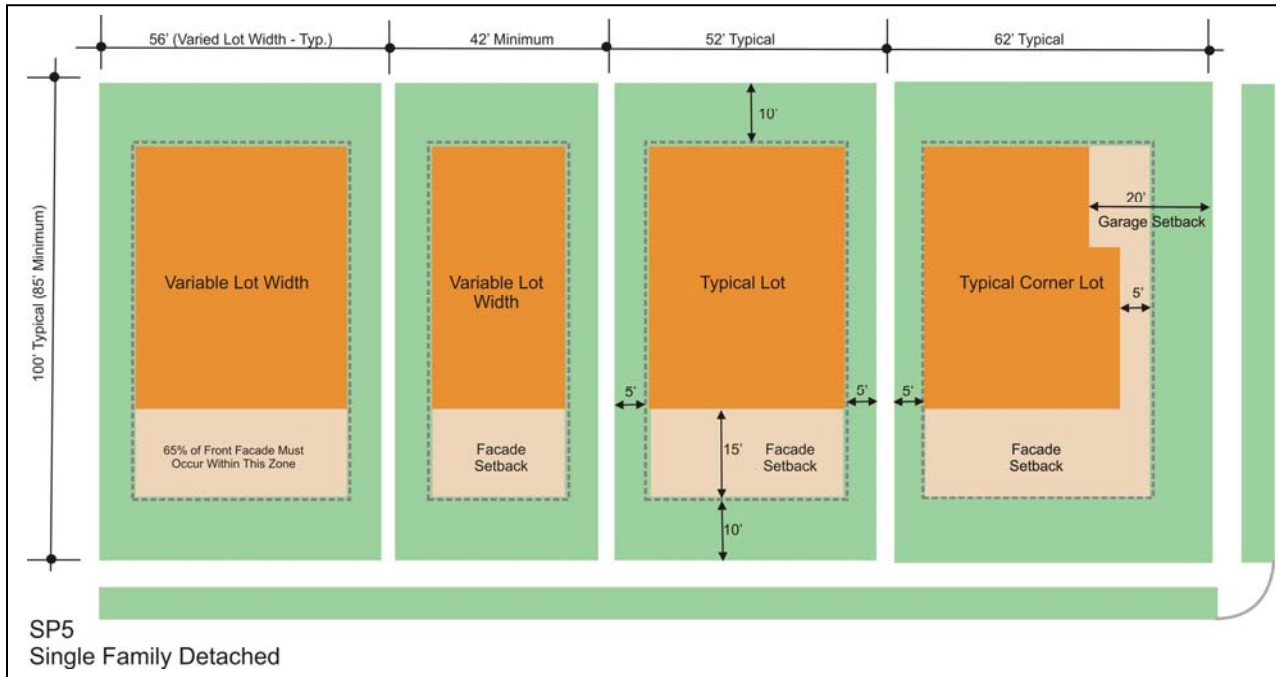 56' (Varied Lot Width - Typ.)
42' Minimum
52' Typical
62' Typical
100' Typical (85' Minimum)
10'
20'
Garage Setback
Variable Lot Width
Variable Lot
Width
Typical Lot
Typical Corner Lot
5'
5'
5'
5'
65% of Front Facade Must
Occur Within This Zone
Facade
Setback
15'
Facade
Setback
Facade
Setback
10'
SP5
Single Family Detached